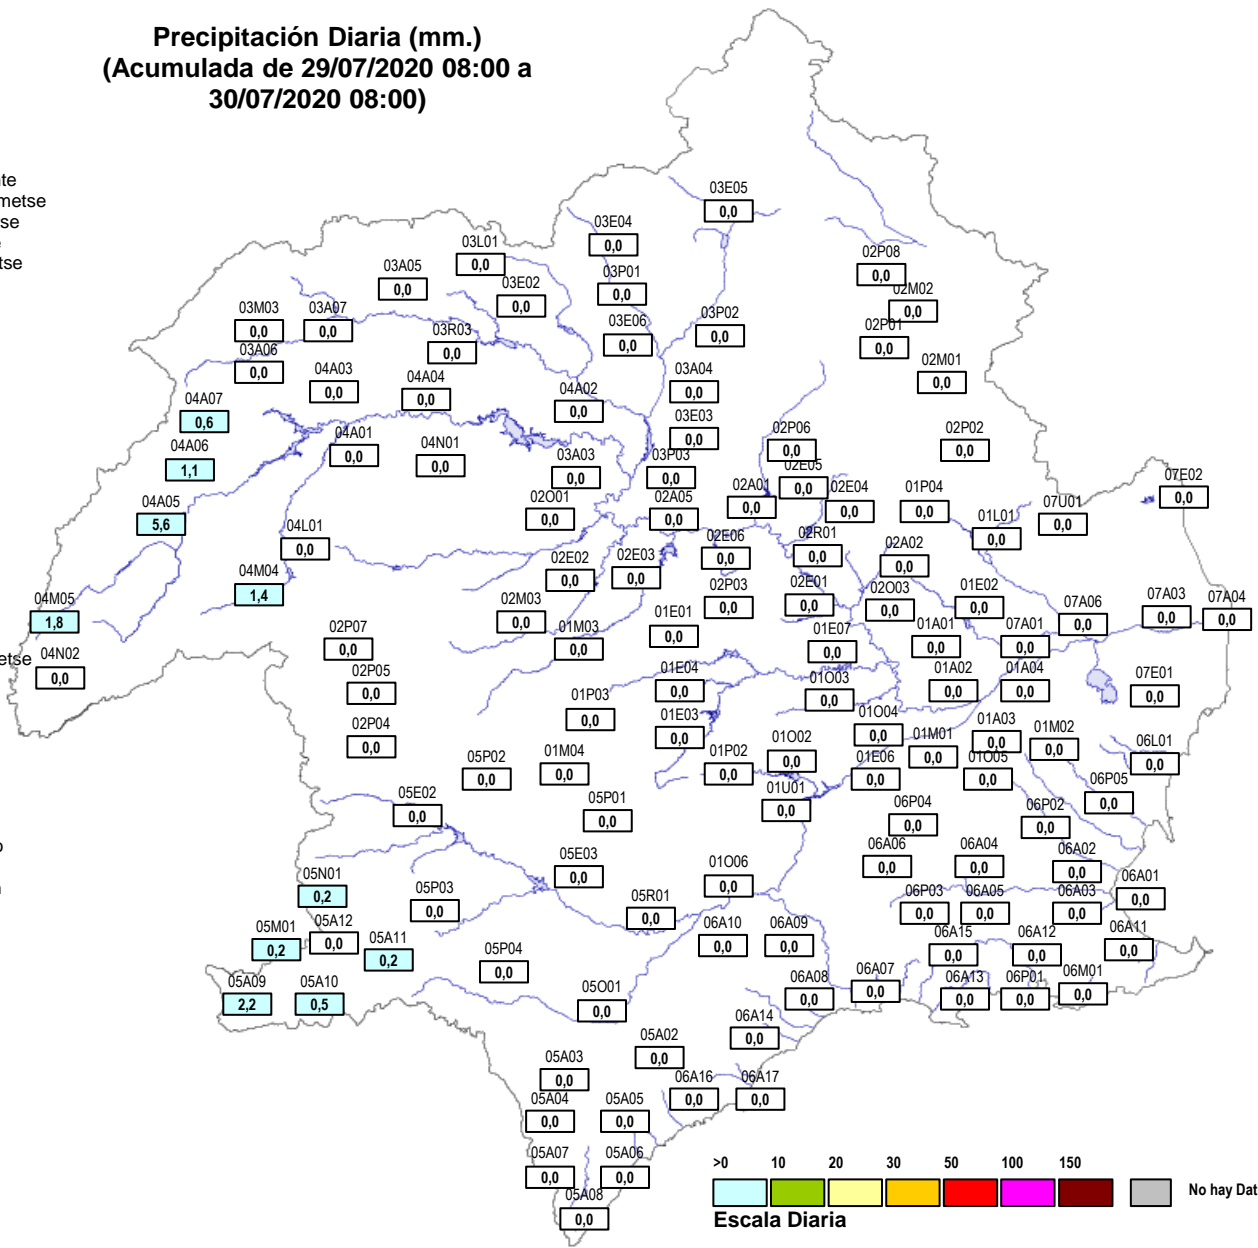 Precipitación Diaria (mm.)
(Acumulada de 29/07/2020 08:00 a
30/07/2020 08:00)
te
metse
se
tse
etse
03E05
0,0
03E04
0,0
03L01
0,0
02P08
0,0
03A05
0,0
03P01
0,0
03E02
0,0
02M02
0,0
03M03
0,0
03A07
0,0
03P02
0,0
03E06
0,0
03R03
0,0
02P01
0,0
03A06
0,0
02M01
0,0
04A03
0,0
04A04
0,0
03A04
0,0
04A02
0,0
04A07
0,6
03E03
0,0
04A01
0,0
02P06
0,0
02P02
0,0
04A06
1,1
04N01
0,0
03A03
0,0
03P03
0,0
02E05
0,0
07E02
0,0
04A05
5,6
02O01
0,0
02A05
0,0
02A01
0,0
02E04
0,0
01P04
0,0
07U01
0,0
01L01
0,0
04L01
0,0
02E06
0,0
02R01
0,0
02A02
0,0
04M04
1,4
02E02
0,0
02E03
0,0
04M05
1,8
02M03
0,0
02P03
0,0
02E01
0,0
02O03
0,0
01E02
0,0
07A06
0,0
07A03
0,0
07A04
0,0
01E01
0,0
02P07
0,0
01M03
0,0
01E07
0,0
01A01
0,0
07A01
0,0
04N02
0,0
02P05
0,0
01E04
0,0
01O03
0,0
01A02
0,0
01A04
0,0
07E01
0,0
01P03
0,0
01E03
0,0
01O04
0,0
01A03
0,0
01M02
0,0
02P04
0,0
01M01
0,0
06L01
0,0
05P02
0,0
01M04
0,0
01P02
0,0
01O02
0,0
01E06
0,0
01O05
0,0
05E02
0,0
05P01
0,0
01U01
0,0
06P05
0,0
06P04
0,0
06P02
0,0
05E03
0,0
06A06
0,0
06A04
0,0
06A02
0,0
05N01
0,2
01O06
0,0
06A01
0,0
05P03
0,0
05R01
0,0
06P03
0,0
06A05
0,0
06A03
0,0
05M01
0,2
05A12
0,0
05A11
0,2
06A10
0,0
06A09
0,0
06A15
0,0
06A12
0,0
06A11
0,0
05P04
0,0
05A09
2,2
05A10
0,5
05O01
0,0
06A08
0,0
06A07
0,0
06A13
0,0
06P01
0,0
06M01
0,0
06A14
0,0
05A02
0,0
05A03
0,0
06A16
0,0
06A17
0,0
05A04
0,0
05A05
0,0
05A07
0,0
05A06
0,0
05A08
0,0
>0 10 20 30 50 100 150
No hay Dat
Escala Diaria